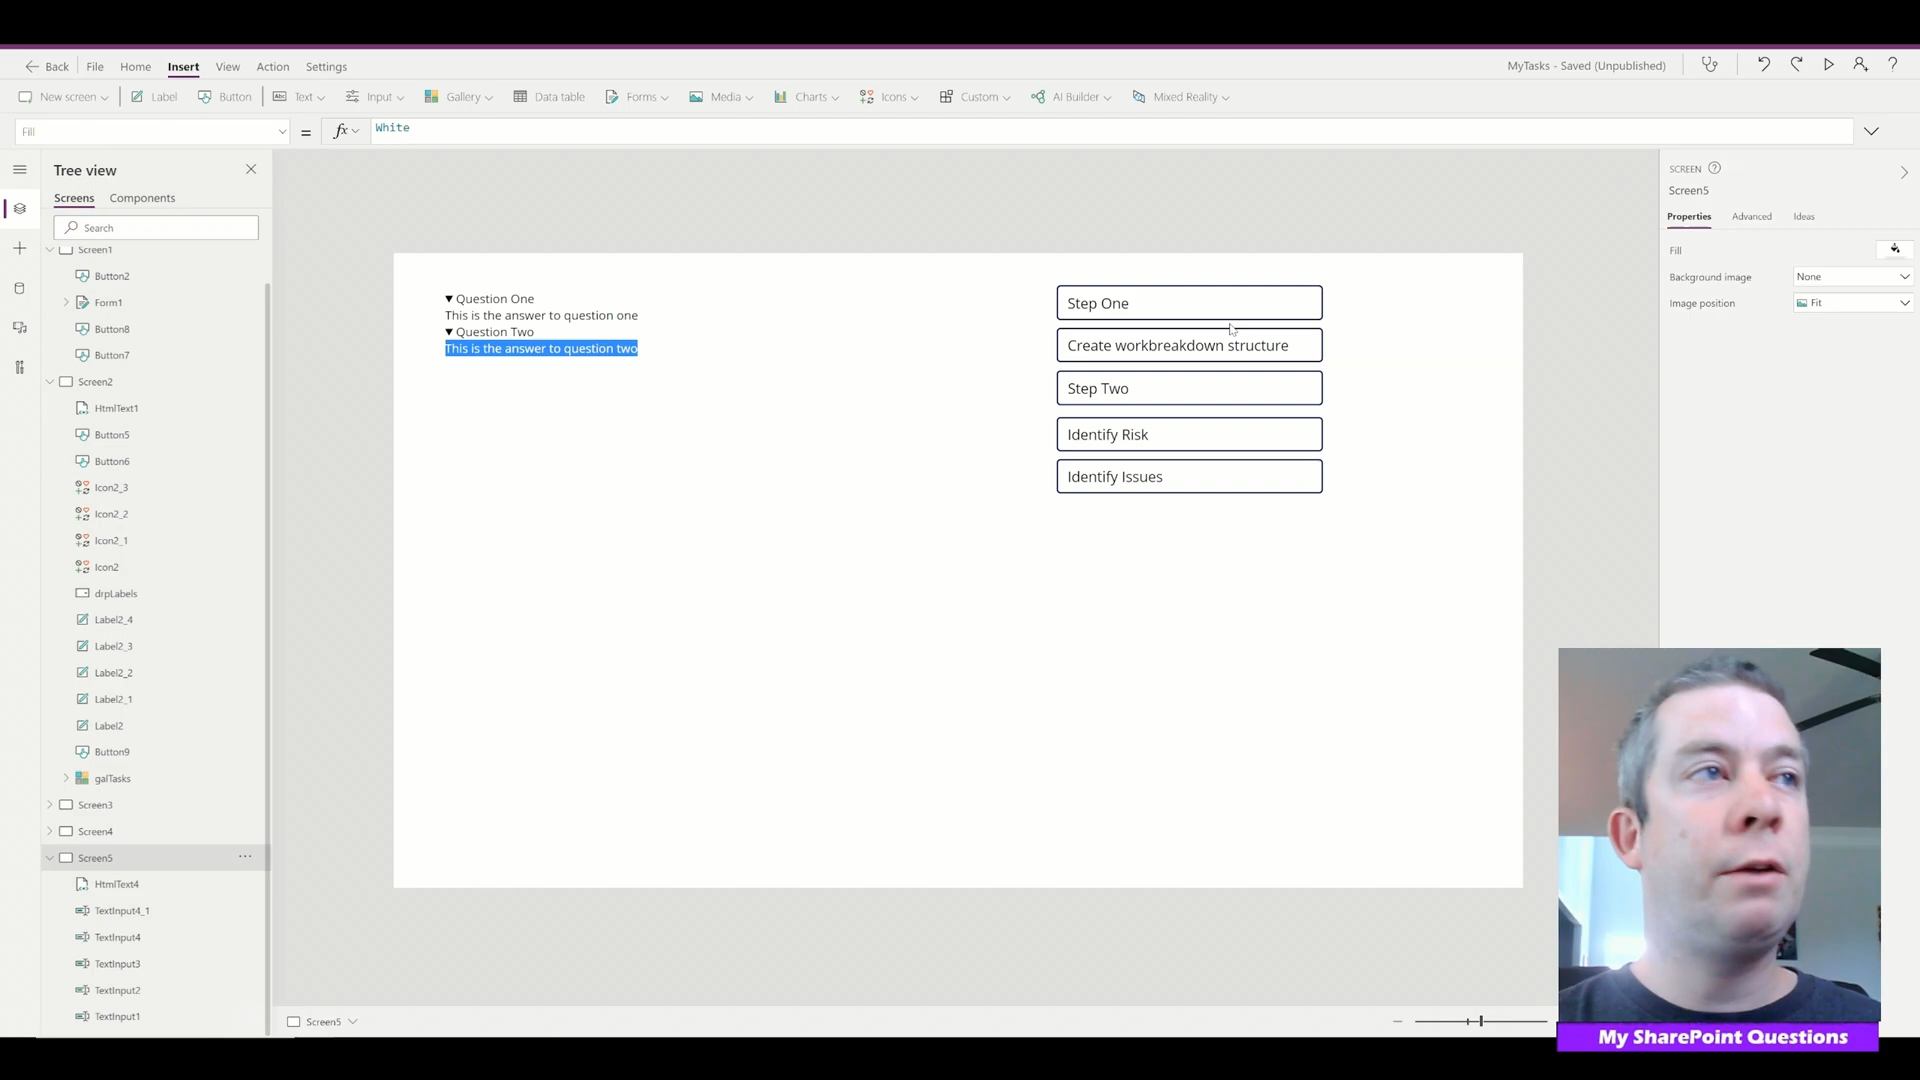 Back File Home Insert View Action Settings MyTasks - Saved (Unpublished) ?
New screen Label Button Text Input Gallery Data table Forms Media Charts Icons Custom AI Builder Mixed Reality
Fill = fx White
Tree view
Screens Components
Search
Screen1
Button2
Form1
Button8
Button7
Screen2
HtmlText1
Button5
Button6
Icon2_3
Icon2_2
Icon2_1
Icon2
drpLabels
Label2_4
Label2_3
Label2_2
Label2_1
Label2
Button9
galTasks
Screen3
Screen4
Screen5 ...
HtmlText4
TextInput4_1
TextInput4
TextInput3
TextInput2
TextInput1
Question One
This is the answer to question one
Question Two
This is the answer to question two
Step One
Create workbreakdown structure
Step Two
Identify Risk
Identify Issues
Screen5
SCREEN ?
Screen5
Properties Advanced Ideas
Fill
Background image None
Image position Fit
My SharePoint Questions